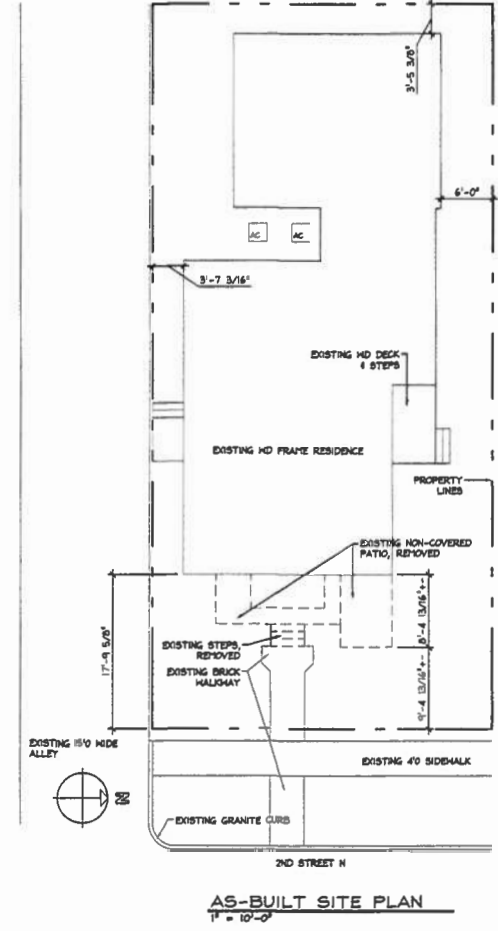 3'-5 3/8"
6'-0"
AC
AC
3'-7 3/16"
EXISTING WD DECK
& STEPS
EXISTING WD FRAME RESIDENCE
PROPERTY
LINES
EXISTING NON-COVERED
PATIO, REMOVED
17'-9 5/8"
8'-4 13/16"+-
EXISTING STEPS,
REMOVED
EXISTING BRICK
WALKWAY
9'-4 13/16"+-
EXISTING 15'0 WIDE
ALLEY
EXISTING 4'0 SIDEWALK
N
EXISTING GRANITE CURB
2ND STREET N
AS-BUILT SITE PLAN
1" = 10'-0"